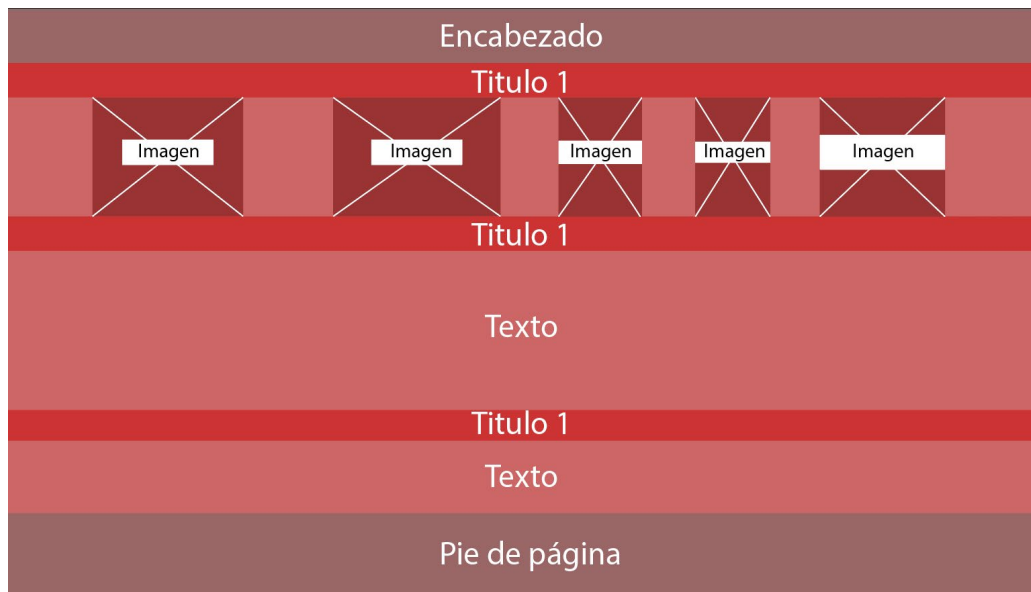 Encabezado
Titulo 1
Imagen Imagen Imagen Imagen Imagen
Titulo 1
Texto
Titulo 1
Texto
Pie de página